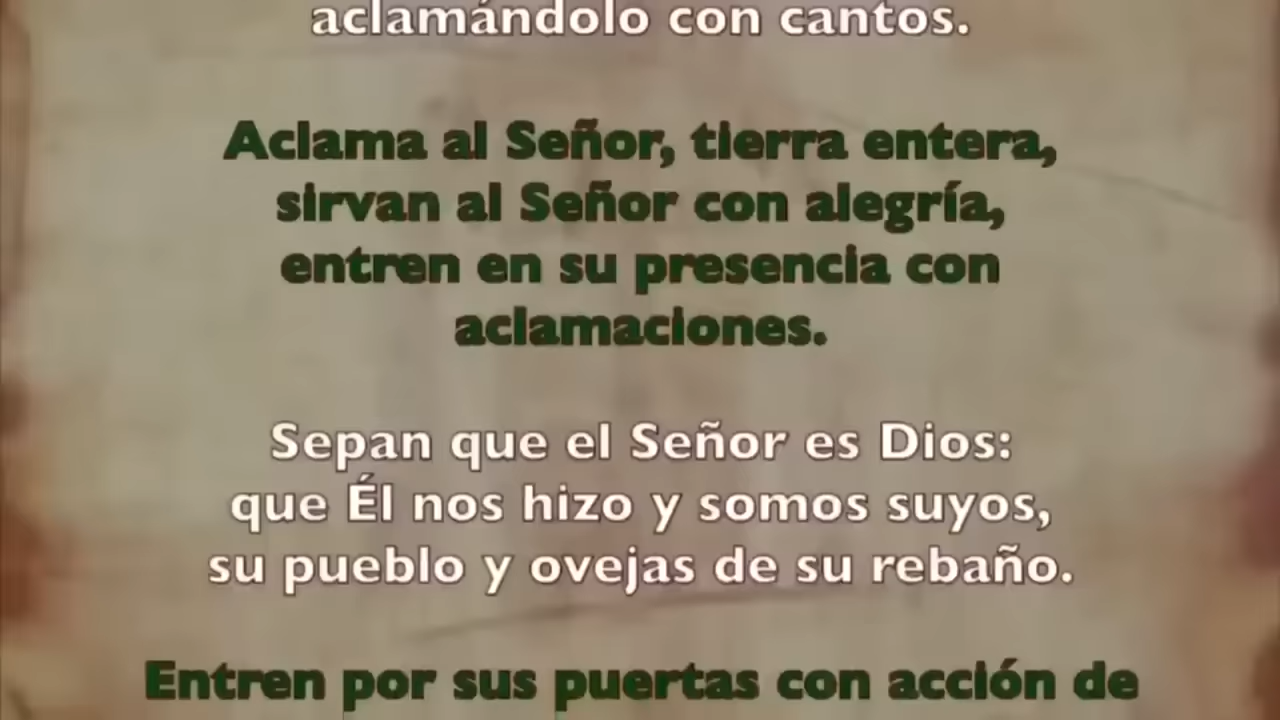 aclamándolo con cantos.
Aclama al Señor, tierra entera,
sirvan al Señor con alegría,
entren en su presencia con
aclamaciones.
Sepan que el Señor es Dios:
que Él nos hizo y somos suyos,
su pueblo y ovejas de su rebaño.
Entren por sus puertas con acción de